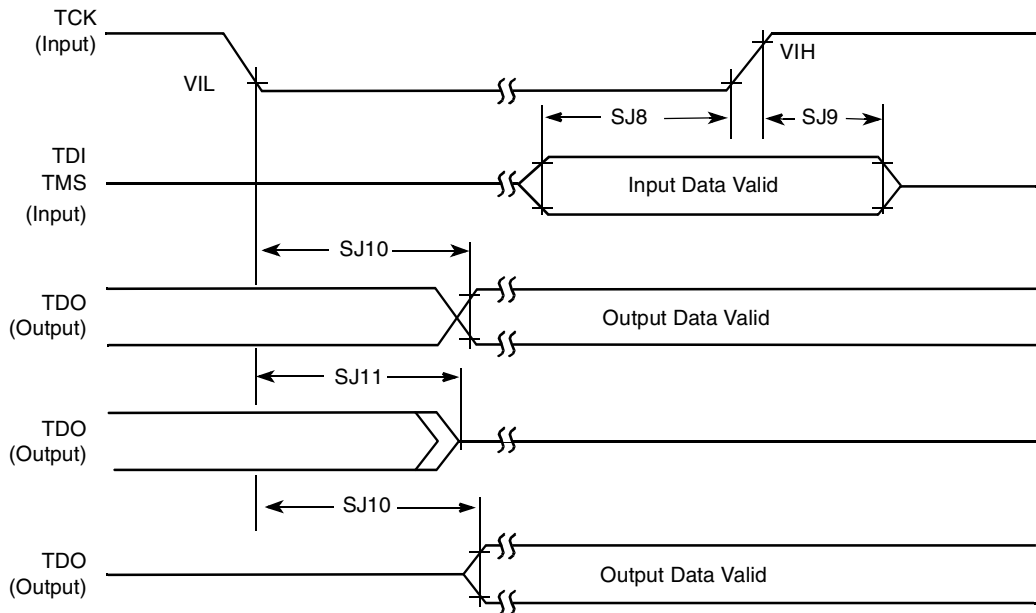 TCK
(Input)
VIL
VIH
SJ8
SJ9
TDI
TMS
(Input)
Input Data Valid
SJ10
TDO
(Output)
Output Data Valid
SJ11
TDO
(Output)
SJ10
TDO
(Output)
Output Data Valid